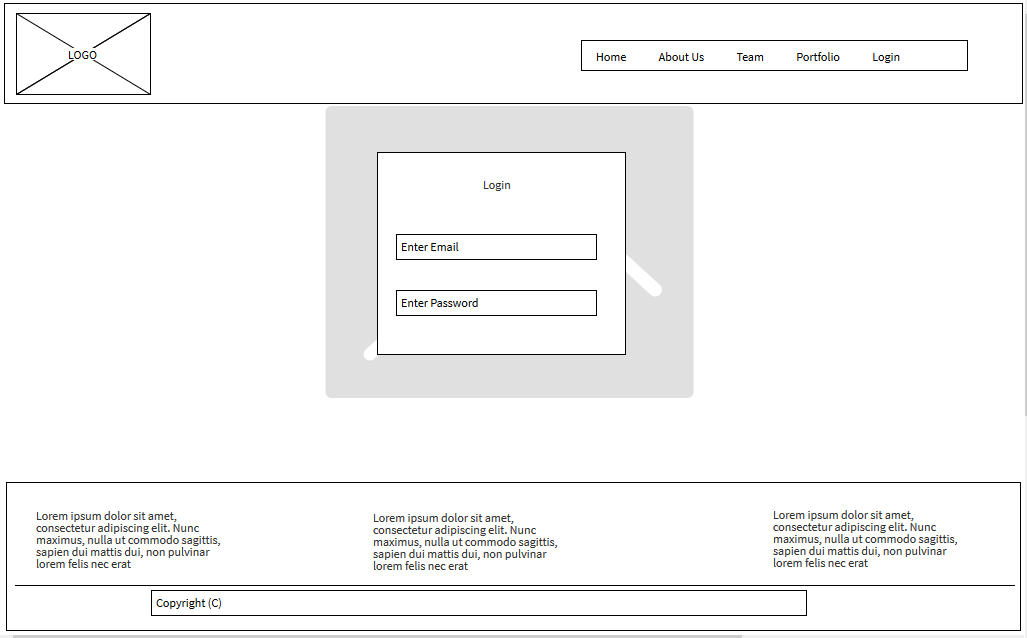 LOGO
Home About Us Team Portfolio Login
Login
Enter Email
Enter Password
Lorem ipsum dolor sit amet,
consectetur adipiscing elit. Nunc
maximus, nulla ut commodo sagittis,
sapien dui mattis dui, non pulvinar
lorem felis nec erat
Lorem ipsum dolor sit amet,
consectetur adipiscing elit. Nunc
maximus, nulla ut commodo sagittis,
sapien dui mattis dui, non pulvinar
lorem felis nec erat
Lorem ipsum dolor sit amet,
consectetur adipiscing elit. Nunc
maximus, nulla ut commodo sagittis,
sapien dui mattis dui, non pulvinar
lorem felis nec erat
Copyright (C)